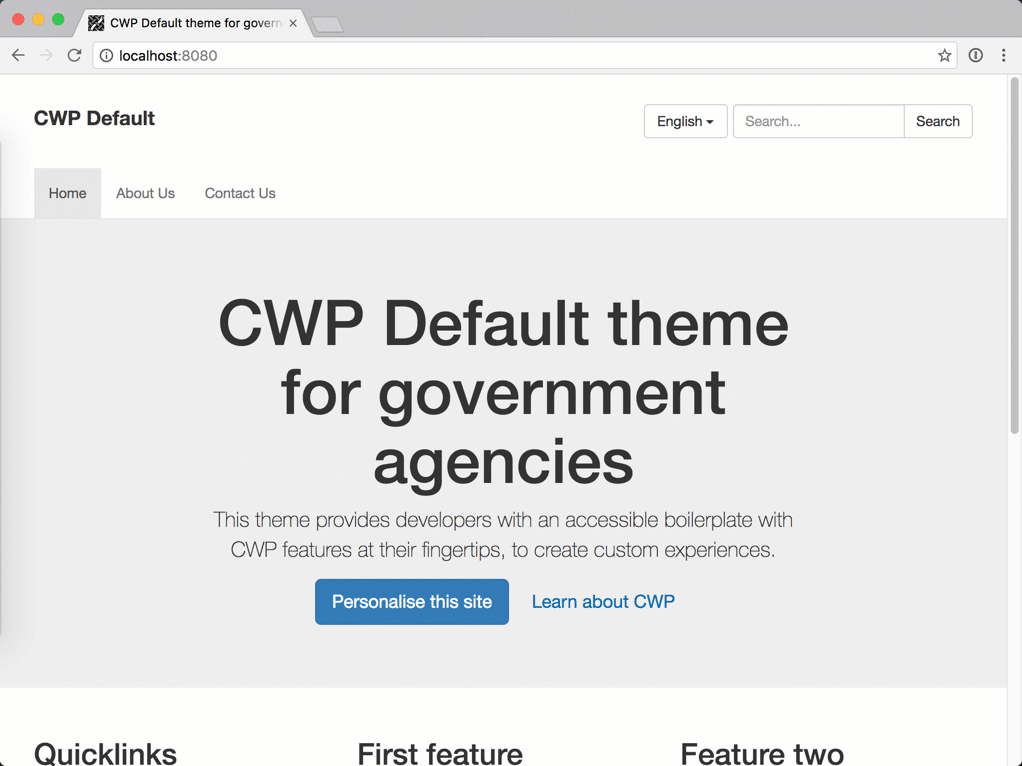 CWP Default theme for govern
localhost:8080
CWP Default
English
Search...
Search
Home
About Us
Contact Us
CWP Default theme
for government
agencies
This theme provides developers with an accessible boilerplate with
CWP features at their fingertips, to create custom experiences.
Personalise this site
Learn about CWP
Quicklinks
First feature
Feature two